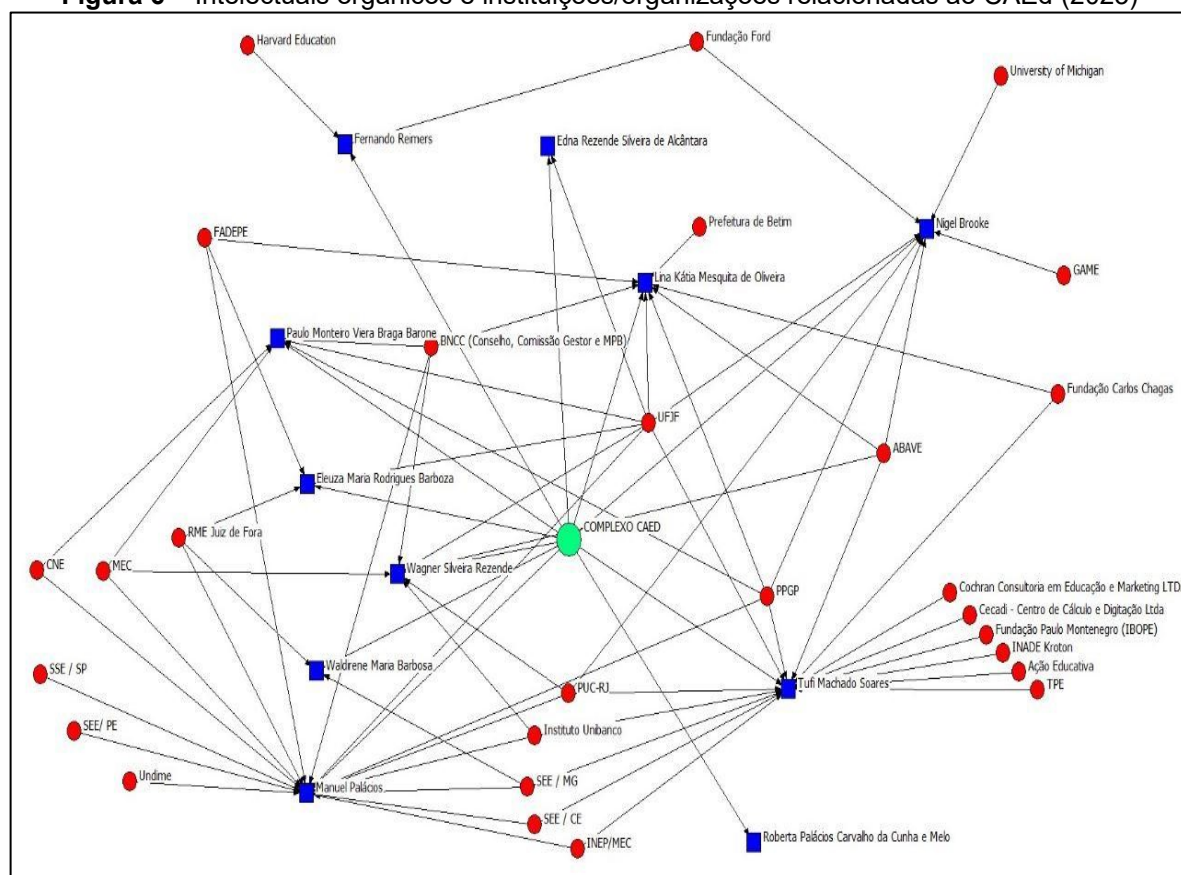 Figura 3 – Intelectuais orgânicos e instituições/organizações relacionadas ao CAEd (2023)
Harvard Education
Fundação Ford
University of Michigan
Fernando Reimers
Edna Rezende Silveira de Alcântara
FADEPE
Prefeitura de Betim
Nigel Brooke
Lina Kátia Mesquita de Oliveira
GAME
Paulo Monteiro Viera Braga Barone
BNCC (Conselho, Comissão Gestor e MPB)
Fundação Carlos Chagas
UFJF
ABAVE
Eleuza Maria Rodrigues Barboza
COMPLEXO CAED
RME Juiz de Fora
CNE
MEC
Wagner Silveira Rezende
PPGP
Cochran Consultoria em Educação e Marketing LTD
Cecadi - Centro de Cálculo e Digitação Ltda
Fundação Paulo Montenegro (IBOPE)
INADE Kroton
Ação Educativa
TPE
Waldirene Maria Barbosa
SSE / SP
PUC-RJ
Tufi Machado Soares
SEE/ PE
Instituto Unibanco
Undime
Manuel Palácios
SEE / MG
SEE / CE
INEP/MEC
Roberta Palácios Carvalho da Cunha e Melo